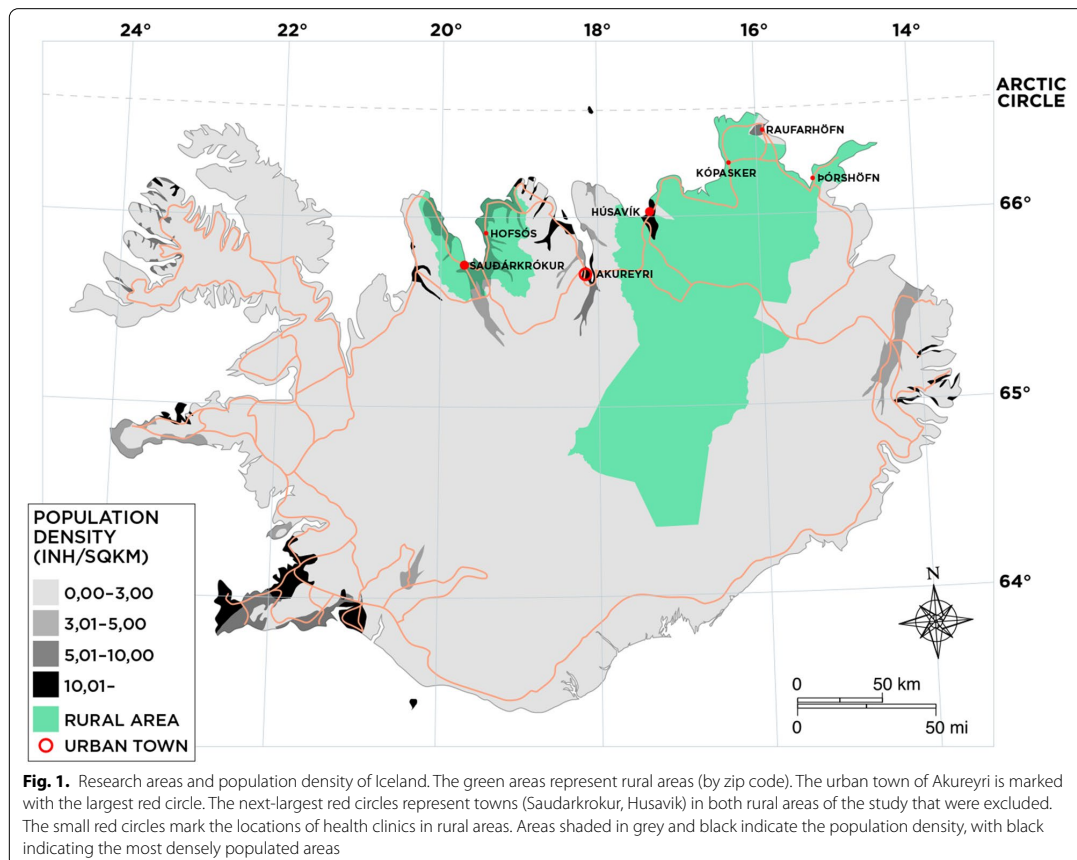 24° 22° 20° 18° 16° 14°
ARCTIC
CIRCLE
RAUFARHÖFN
KÓPASKER
ÞÓRSHÖFN
66°
HÚSAVÍK
HOFSÓS
SAUÐÁRKRÓKUR
AKUREYRI
65°
POPULATION
DENSITY
(INH/SQKM)
0,00–3,00
3,01–5,00
5,01–10,00
10,01–
RURAL AREA
URBAN TOWN
64°
N
0 50 km
0 50 mi
24° 22° 20° 18° 16° 14°
Fig. 1. Research areas and population density of Iceland. The green areas represent rural areas (by zip code). The urban town of Akureyri is marked
with the largest red circle. The next-largest red circles represent towns (Saudarkrokur, Husavik) in both rural areas of the study that were excluded.
The small red circles mark the locations of health clinics in rural areas. Areas shaded in grey and black indicate the population density, with black
indicating the most densely populated areas